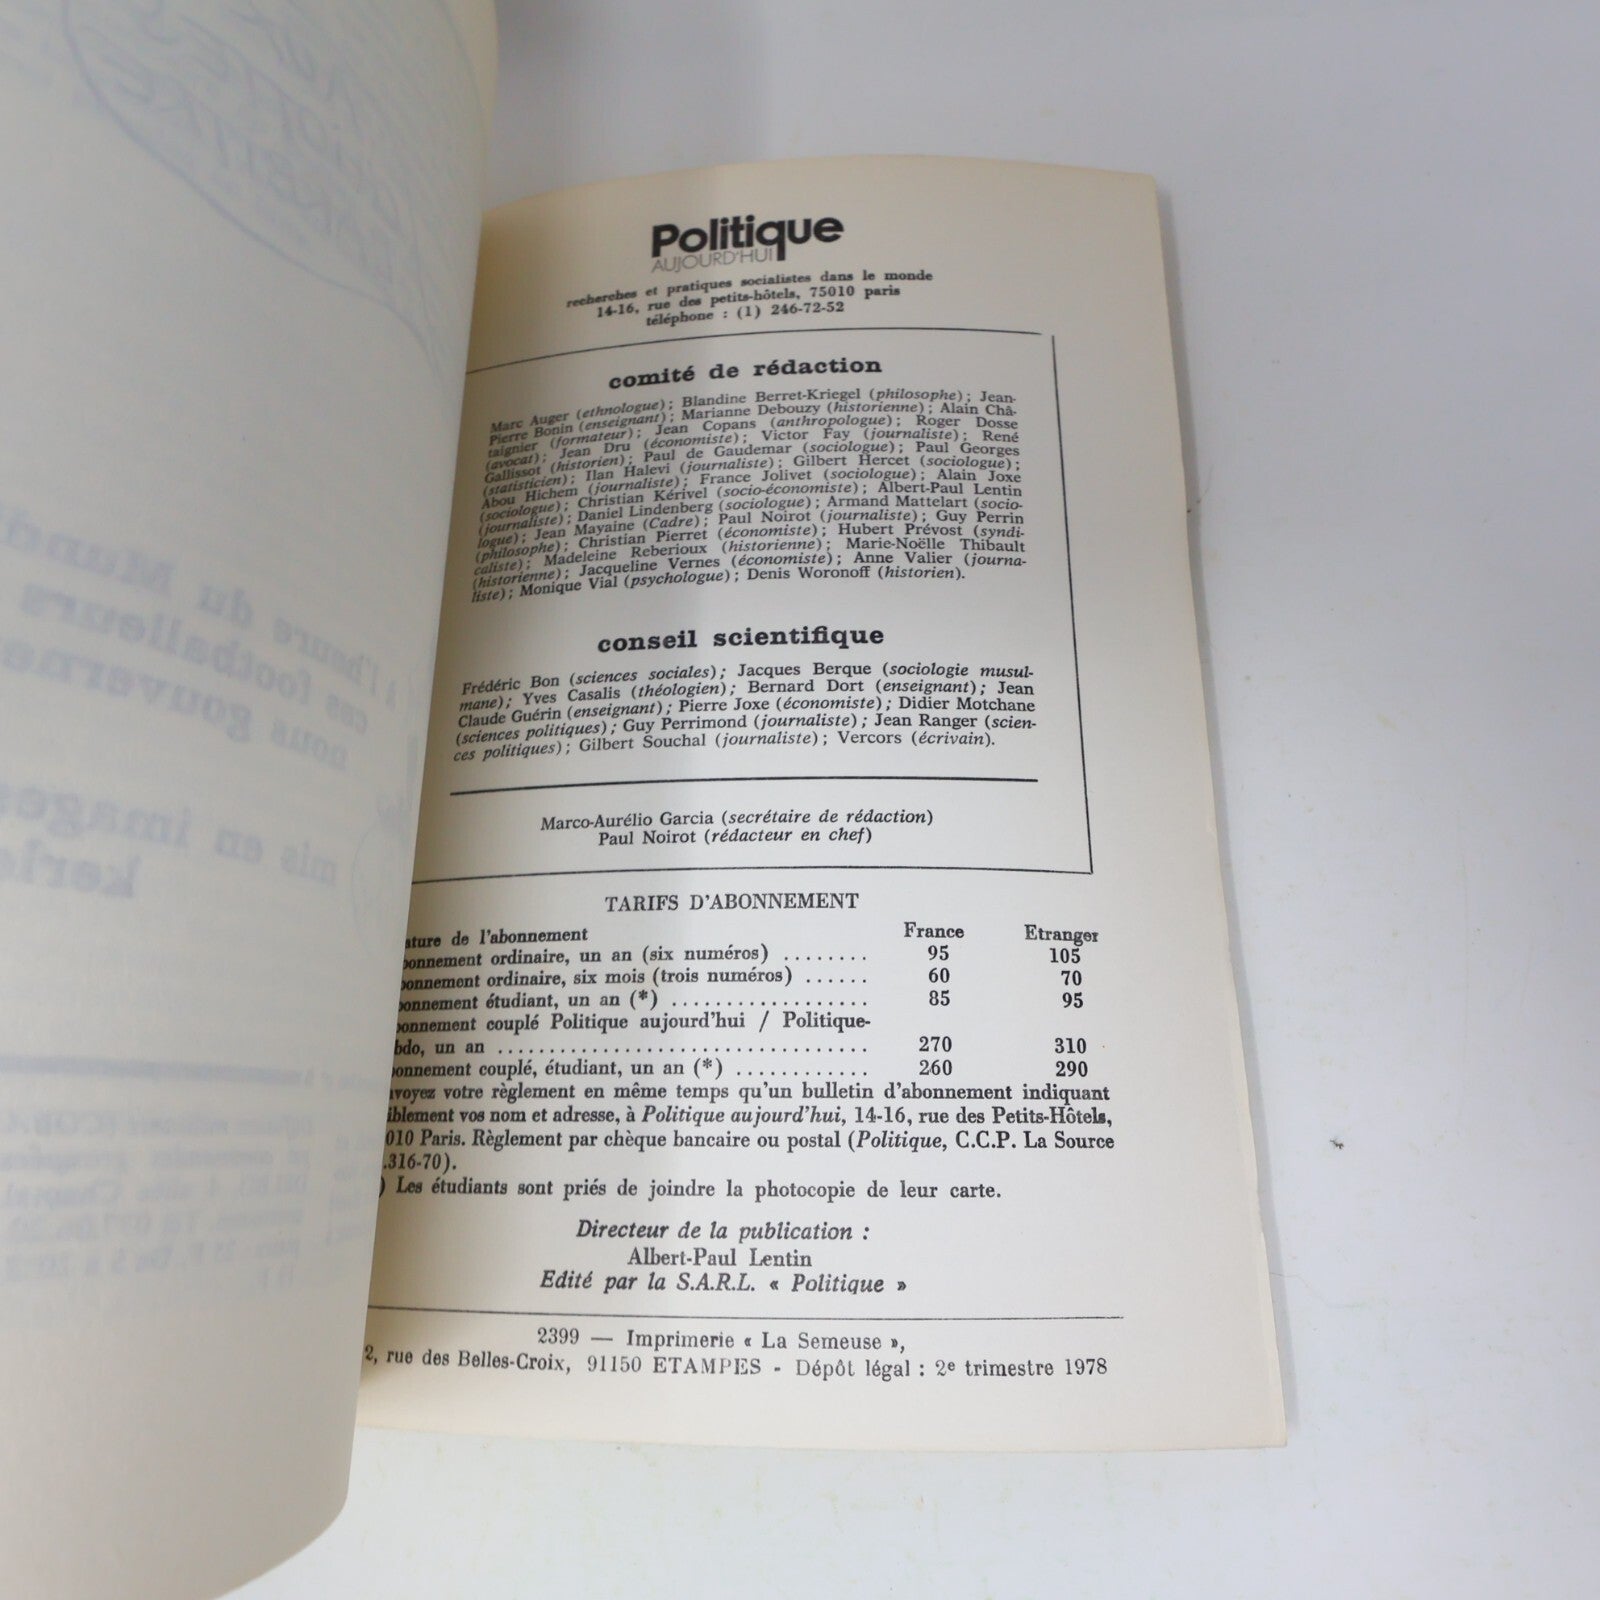 Politique
AUJOURD'HUI
recherches et pratiques socialistes dans le monde
14-16, rue des petits-hôtels, 75010 paris
téléphone : (1) 246-72-52
comité de rédaction
Marc Auger (ethnologue) ; Blandine Berret-Kriegel (philosophe) ; Jean-
Pierre Bonin (enseignant) ; Marianne Debouzy (historienne) ; Alain Châ-
taignier (formateur) ; Jean Copans (anthropologue) ; Roger Dosse
(avocat) ; Jean Dru (économiste) ; Victor Fay (journaliste) ; René
Gallissot (historien) ; Paul de Gaudemar (sociologue) ; Paul Georges
(statisticien) ; Ilan Halevi (journaliste) ; Gilbert Hercet (sociologue) ;
Abou Hichem (journaliste) ; France Jolivet (sociologue) ; Alain Joxe
(sociologue) ; Christian Kérivel (socio-économiste) ; Albert-Paul Lentin
(journaliste) ; Daniel Lindenberg (sociologue) ; Armand Mattelart (socio-
logue) ; Jean Mayaine (Cadre) ; Paul Noirot (journaliste) ; Guy Perrin
(philosophe) ; Christian Pierret (économiste) ; Hubert Prévost (syndi-
caliste) ; Madeleine Reberioux (historienne) ; Marie-Noëlle Thibault
(historienne) ; Jacqueline Vernes (économiste) ; Anne Valier (journa-
liste) ; Monique Vial (psychologue) ; Denis Woronoff (historien).
conseil scientifique
Frédéric Bon (sciences sociales) ; Jacques Berque (sociologie musul-
mane) ; Yves Casalis (théologien) ; Bernard Dort (enseignant) ; Jean
Claude Guérin (enseignant) ; Pierre Joxe (économiste) ; Didier Motchane
(sciences politiques) ; Guy Perrimond (journaliste) ; Jean Ranger (scien-
ces politiques) ; Gilbert Souchal (journaliste) ; Vercors (écrivain).
Marco-Aurélio Garcia (secrétaire de rédaction)
Paul Noirot (rédacteur en chef)
TARIFS D'ABONNEMENT
ature de l'abonnement France Etranger
bonnement ordinaire, un an (six numéros) ........ 95 105
bonnement ordinaire, six mois (trois numéros) ...... 60 70
bonnement étudiant, un an (*) .................. 85 95
bonnement couplé Politique aujourd'hui / Politique-
bdo, un an .................................. 270 310
onnement couplé, étudiant, un an (*) ............ 260 290
voyez votre règlement en même temps qu'un bulletin d'abonnement indiquant
iblement vos nom et adresse, à Politique aujourd'hui, 14-16, rue des Petits-Hôtels,
010 Paris. Règlement par chèque bancaire ou postal (Politique, C.C.P. La Source
.316-70).
) Les étudiants sont priés de joindre la photocopie de leur carte.
Directeur de la publication :
Albert-Paul Lentin
Edité par la S.A.R.L. « Politique »
2399 — Imprimerie « La Semeuse »,
2, rue des Belles-Croix, 91150 ETAMPES - Dépôt légal : 2e trimestre 1978